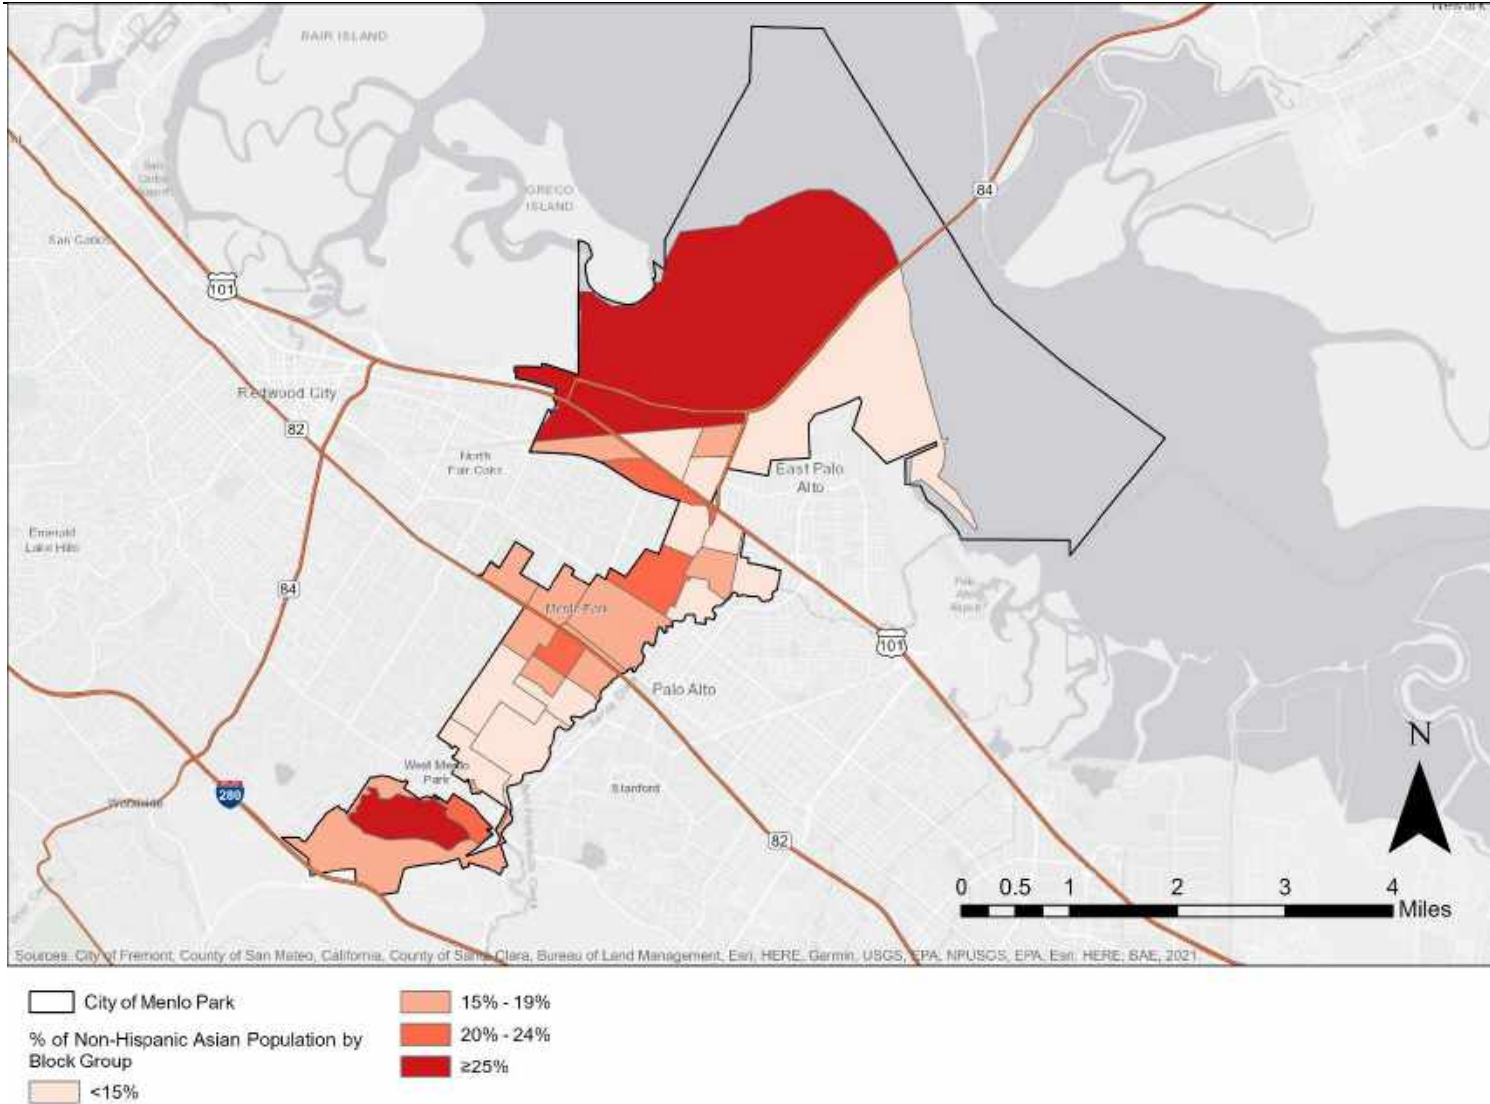 BAIR ISLAND
Newark
GRECO
ISLAND
84
San Carlos
101
Redwood City
82
North
Fair Oaks
East Palo
Alto
Emerald
Lake Hills
84
Menlo Park
101
Palo Alto
West Menlo
Park
Stanford
280
Woodside
82
N
0 0.5 1 2 3 4
Miles
Sources: City of Fremont, County of San Mateo, California, County of Santa Clara, Bureau of Land Management, Esri, HERE, Garmin, USGS, EPA, NPUSGS, EPA, Esri, HERE; BAE, 2021
City of Menlo Park
% of Non-Hispanic Asian Population by
Block Group
<15%
15% - 19%
20% - 24%
≥25%